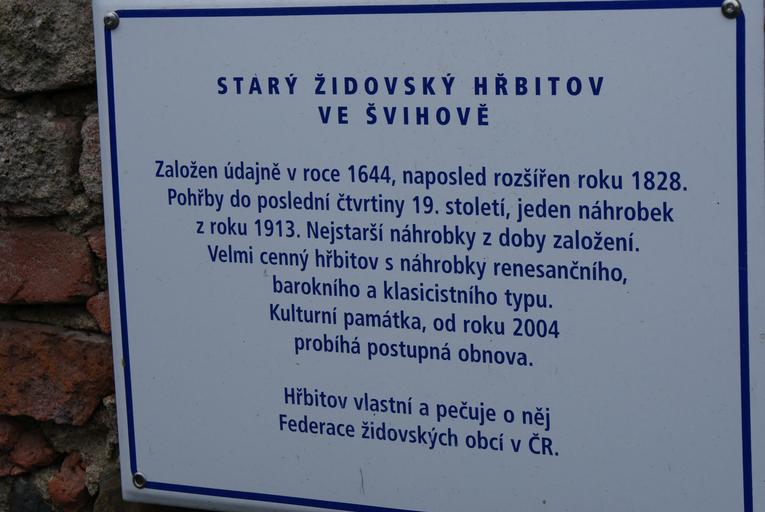 STARÝ ŽIDOVSKÝ HŘBITOV
VE ŠVIHOVĚ
Založen údajně v roce 1644, naposled rozšířen roku 1828.
Pohřby do poslední čtvrtiny 19. století, jeden náhrobek
z roku 1913. Nejstarší náhrobky z doby založení.
Velmi cenný hřbitov s náhrobky renesančního,
barokního a klasicistního typu.
Kulturní památka, od roku 2004
probíhá postupná obnova.
Hřbitov vlastní a pečuje o něj
Federace židovských obcí v ČR.